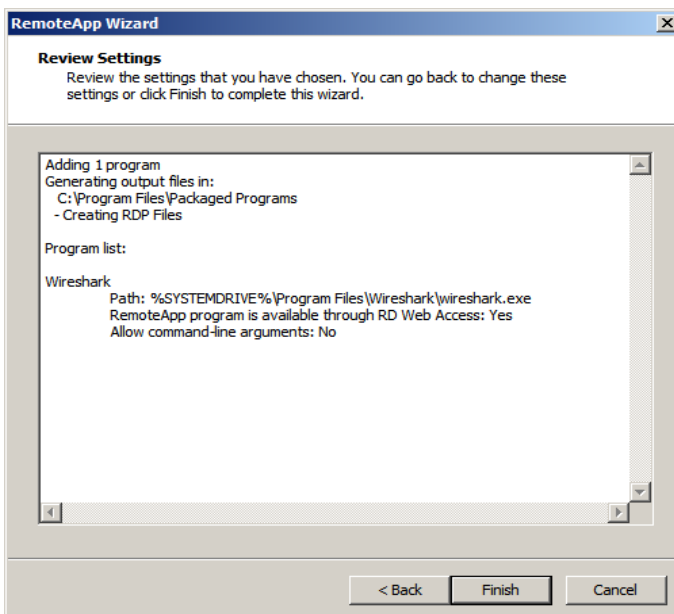 RemoteApp Wizard
Review Settings
Review the settings that you have chosen. You can go back to change these
settings or click Finish to complete this wizard.
Adding 1 program
Generating output files in:
C:\Program Files\Packaged Programs
- Creating RDP Files
Program list:
Wireshark
Path: %SYSTEMDRIVE%\Program Files\Wireshark\wireshark.exe
RemoteApp program is available through RD Web Access: Yes
Allow command-line arguments: No
< Back Finish Cancel